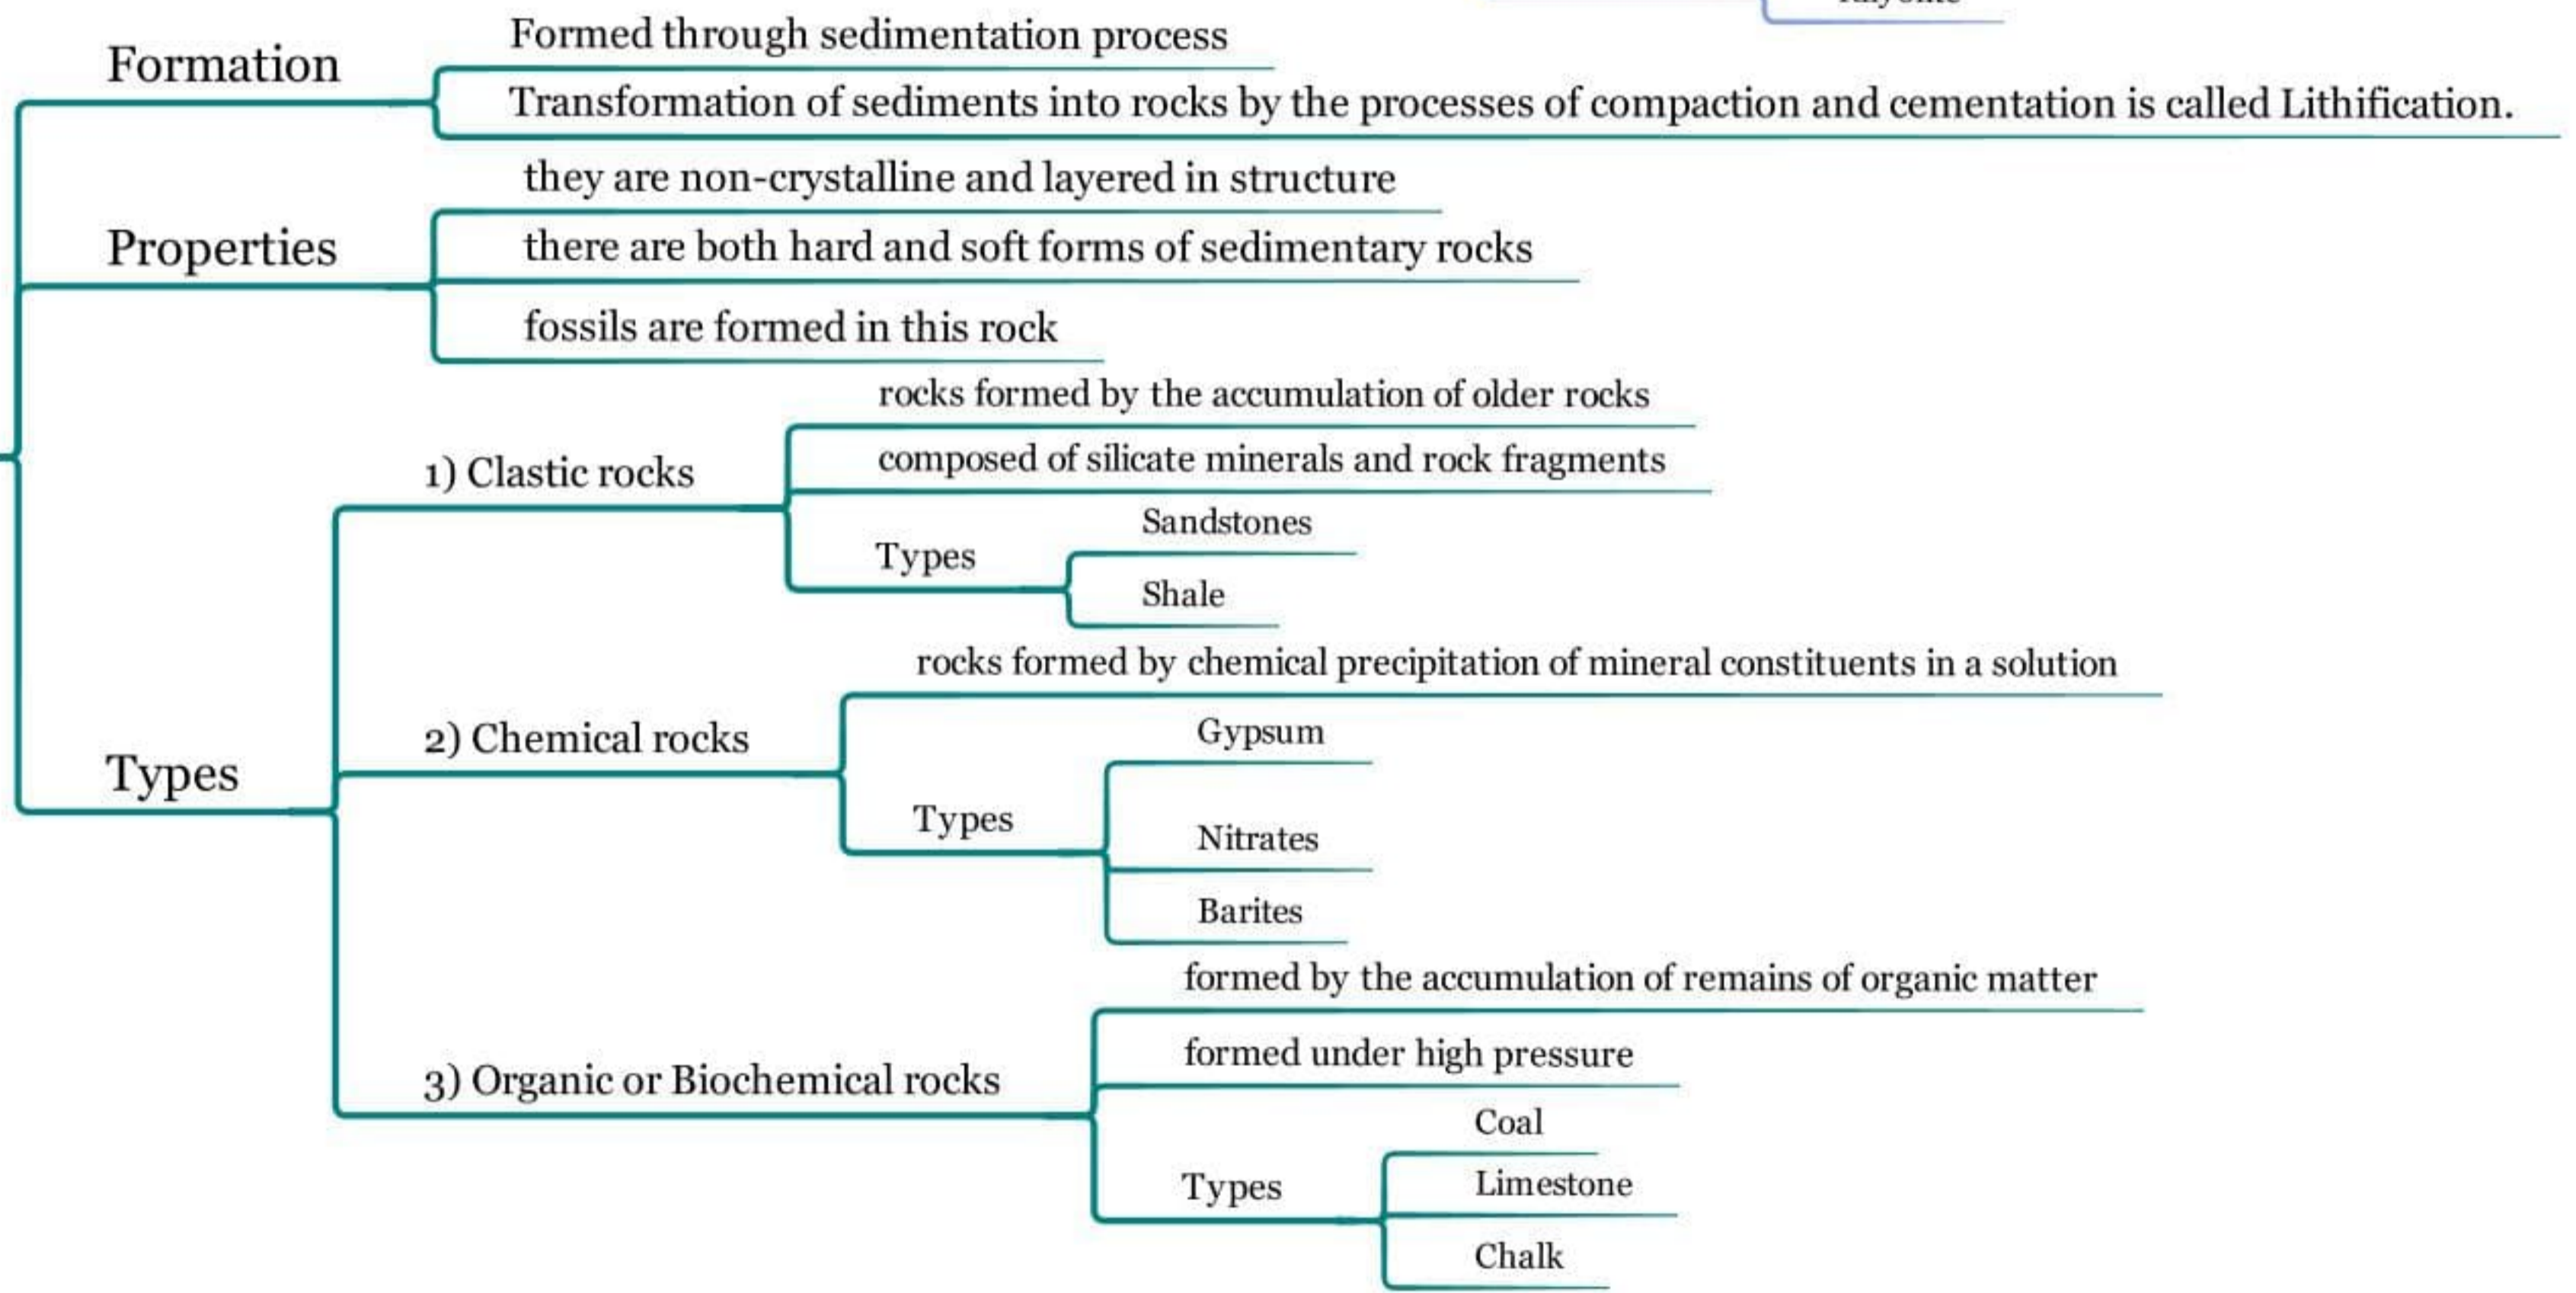 Formation
Formed through sedimentation process
Transformation of sediments into rocks by the processes of compaction and cementation is called Lithification.
Properties
they are non-crystalline and layered in structure
there are both hard and soft forms of sedimentary rocks
fossils are formed in this rock
Types
1) Clastic rocks
rocks formed by the accumulation of older rocks
composed of silicate minerals and rock fragments
Types
Sandstones
Shale
2) Chemical rocks
rocks formed by chemical precipitation of mineral constituents in a solution
Types
Gypsum
Nitrates
Barites
3) Organic or Biochemical rocks
formed by the accumulation of remains of organic matter
formed under high pressure
Types
Coal
Limestone
Chalk